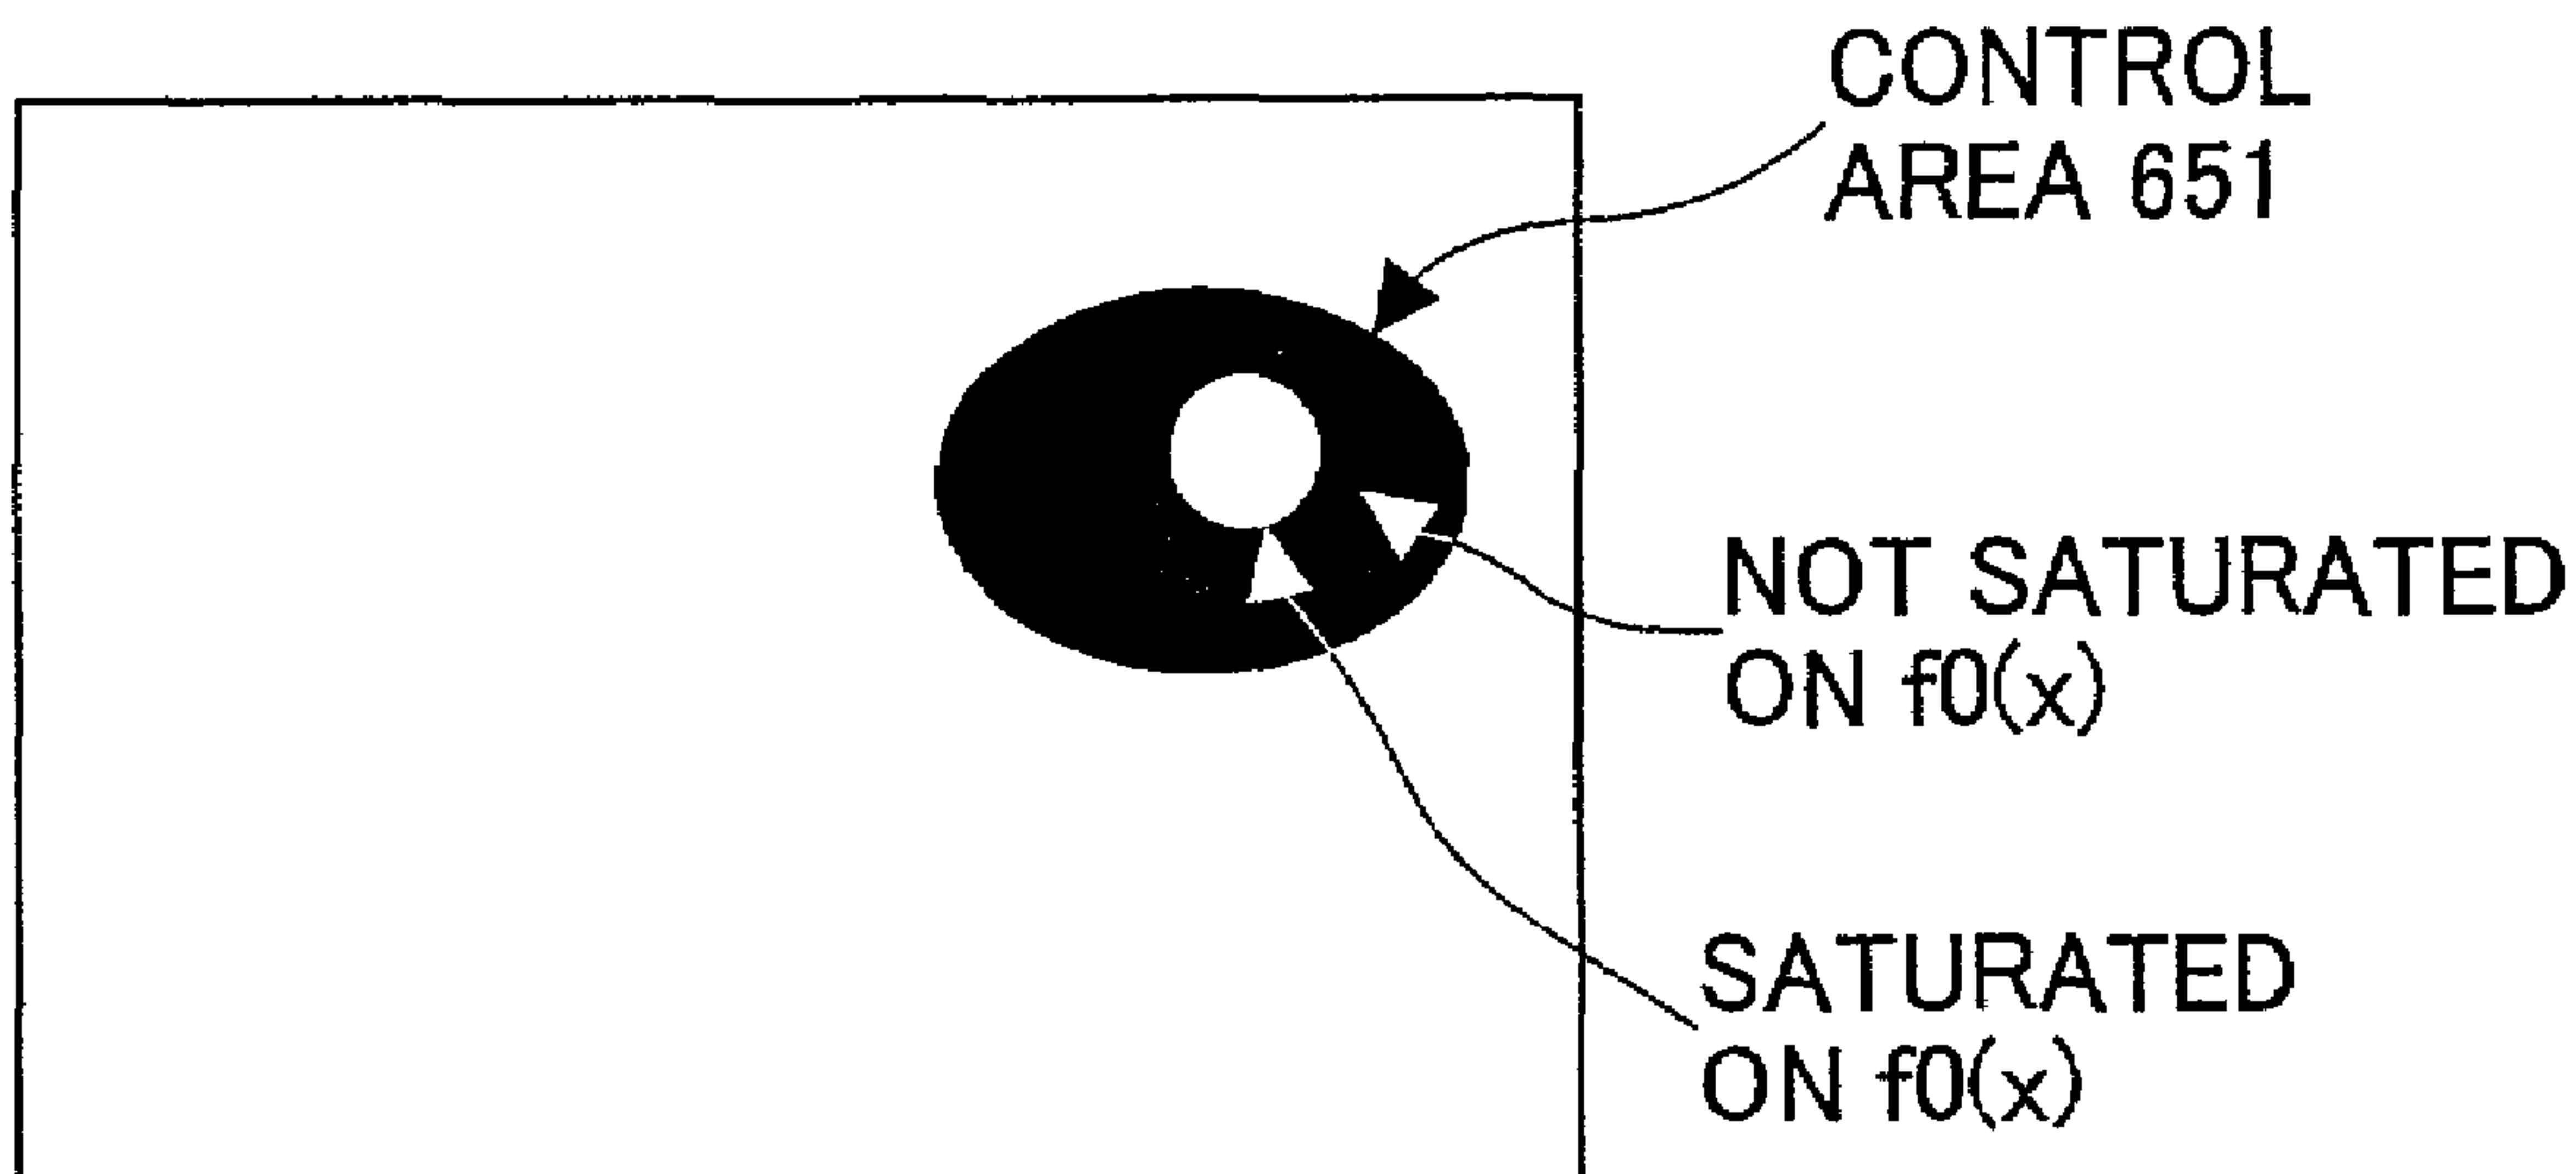 CONTROL
AREA 651
NOT SATURATED
ON f0(x)
SATURATED
ON f0(x)